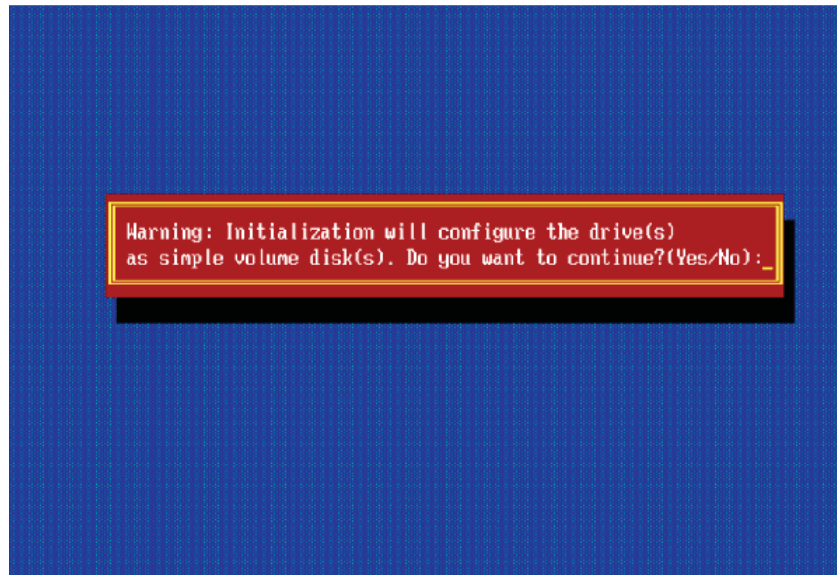 Warning: Initialization will configure the drive(s)
as simple volume disk(s). Do you want to continue?(Yes/No):_